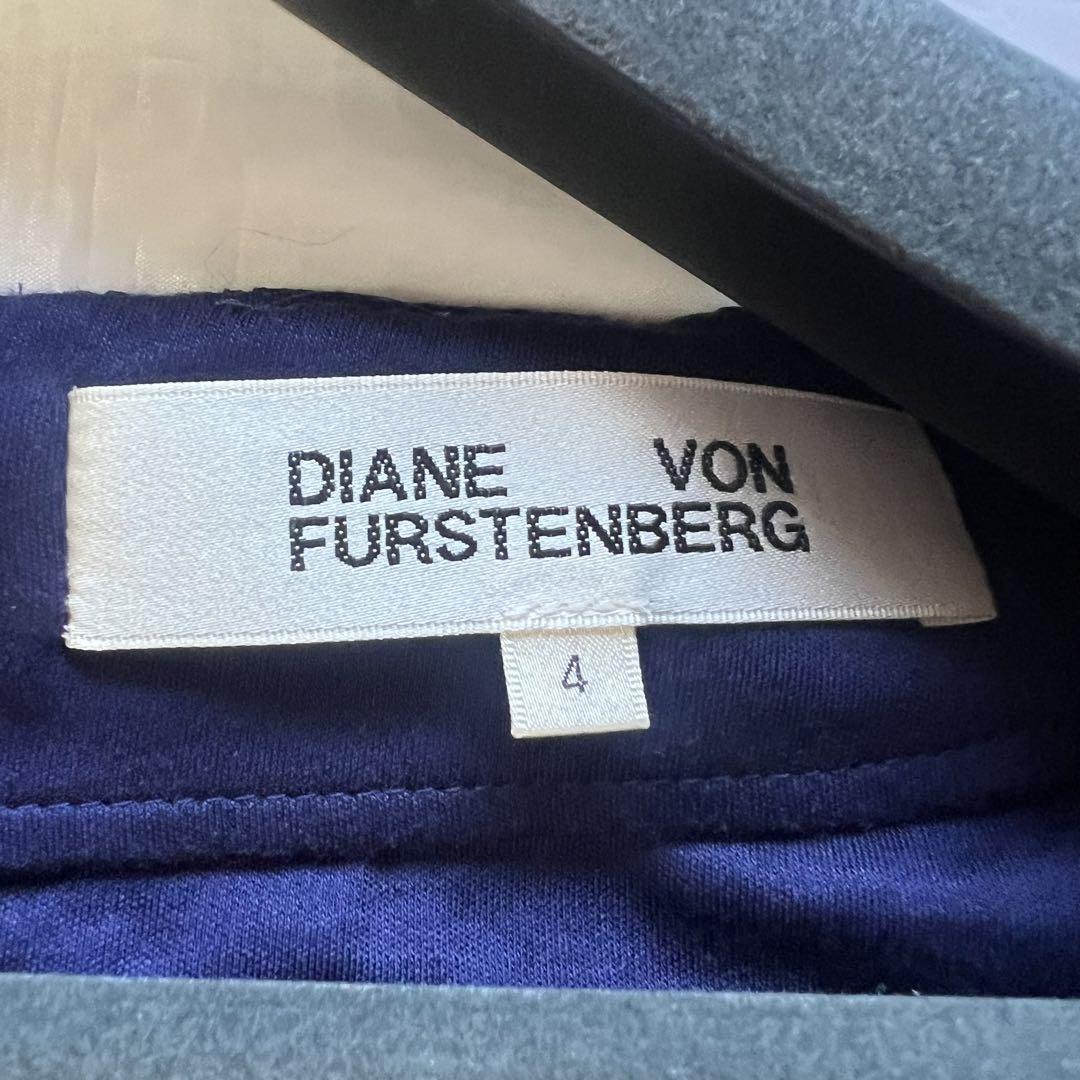 DIANE VON
FURSTENBERG
4